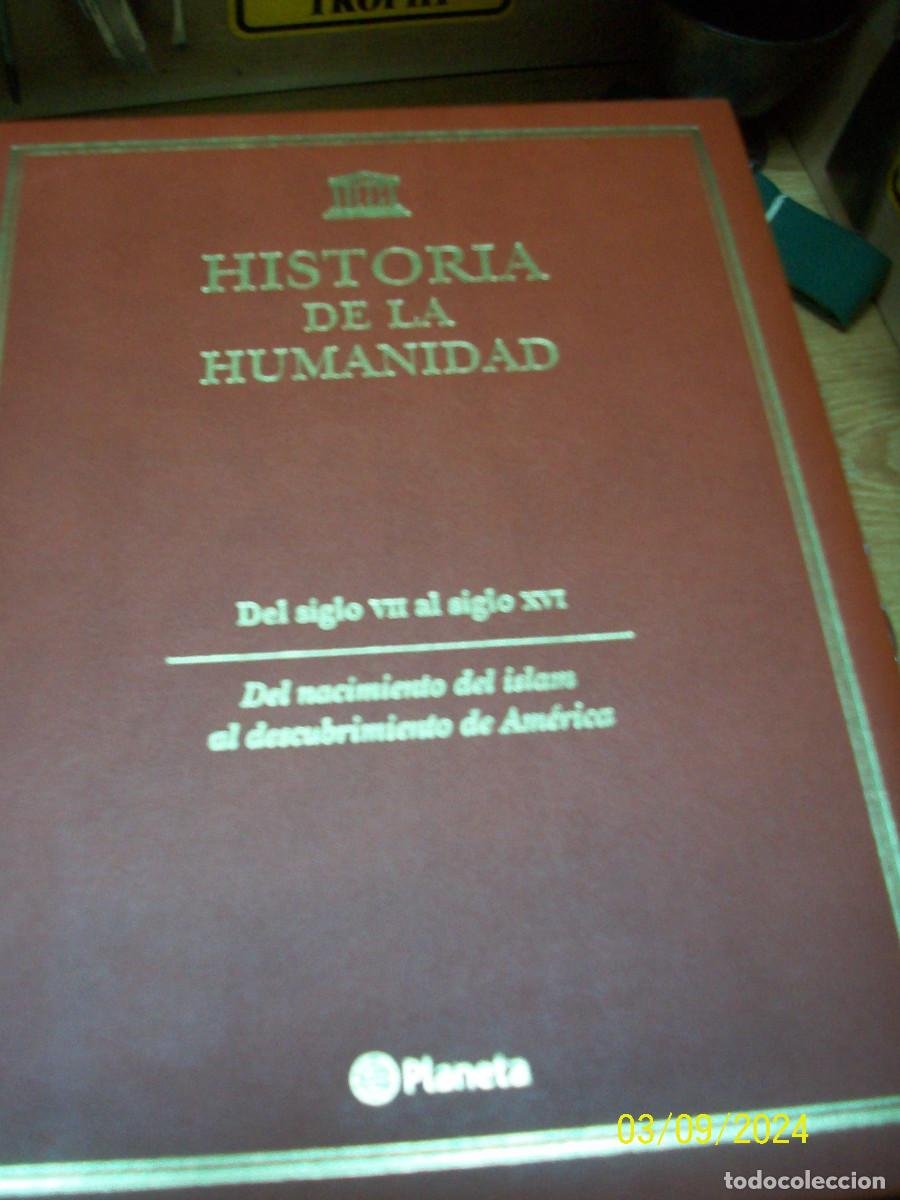 TROPHY
HISTORIA
DE LA
HUMANIDAD
Del siglo VII al siglo XVI
Del nacimiento del islam
al descubrimiento de América
Planeta
03/09/2024
todocoleccion